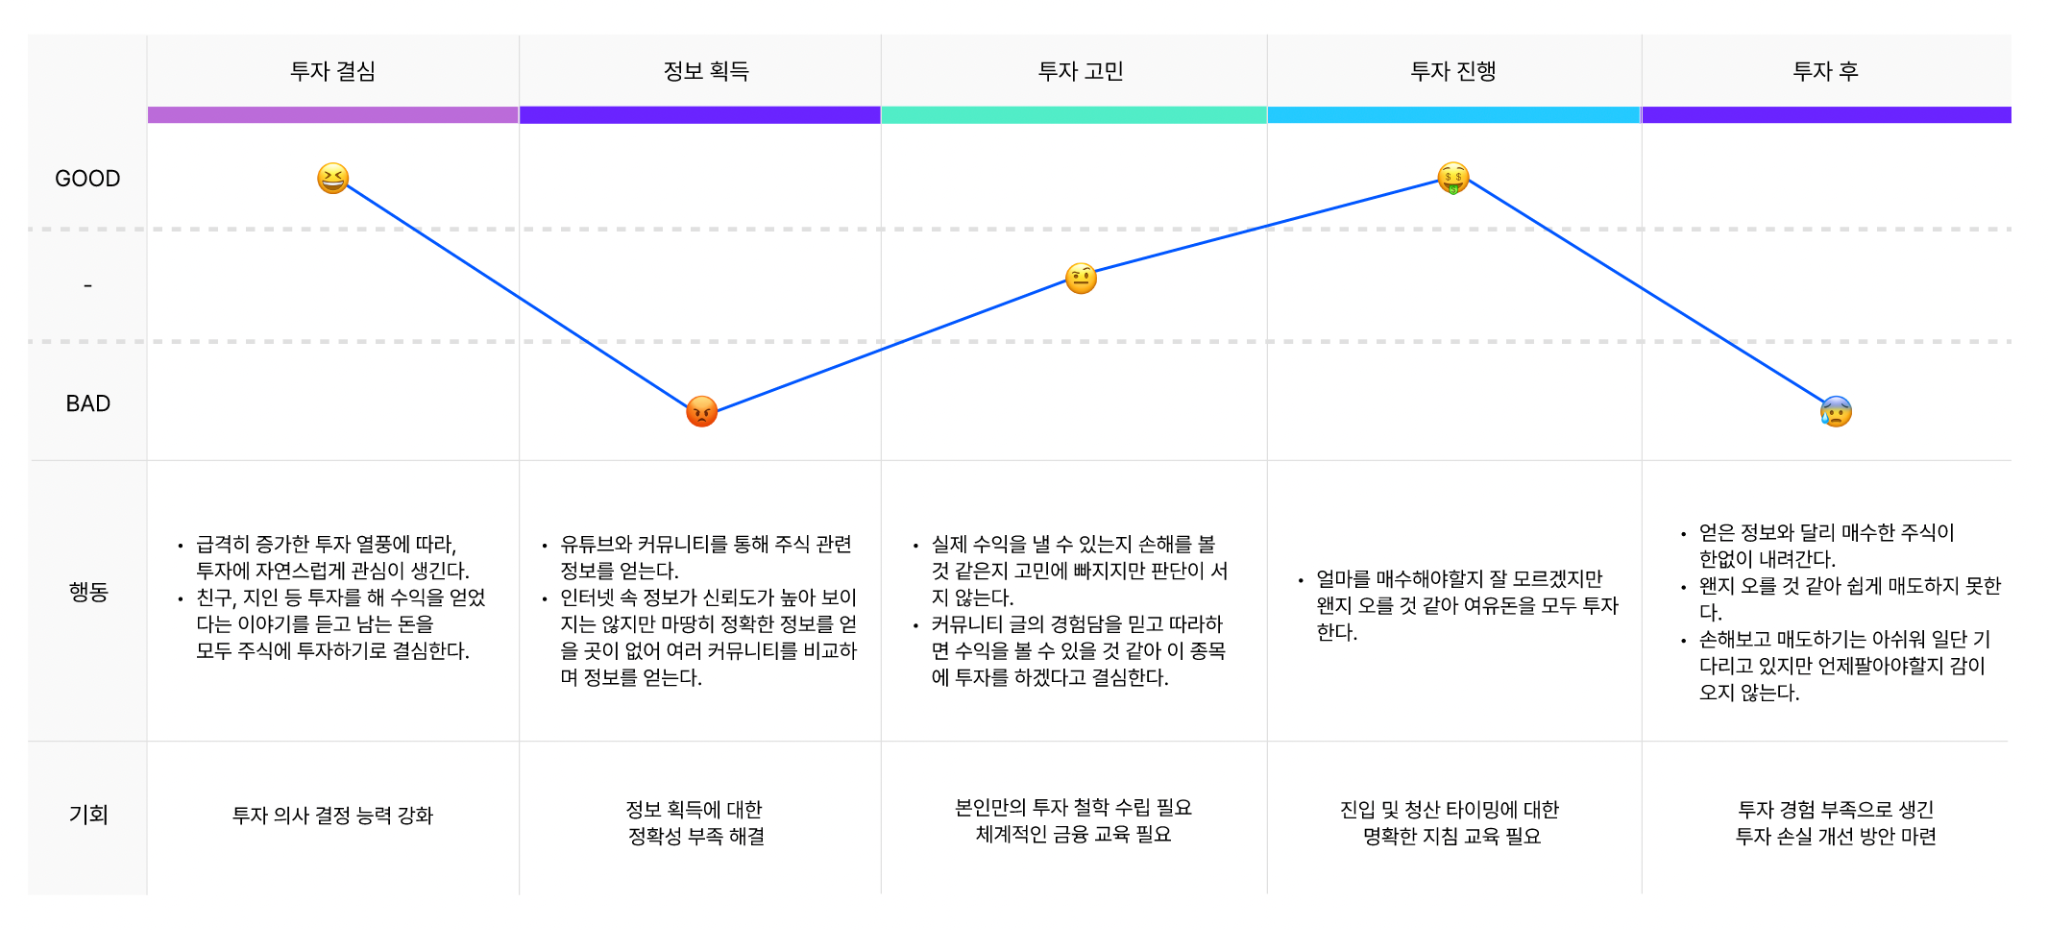 투자 결심
정보 획득
투자 고민
투자 진행
투자 후
GOOD
-
BAD
행동
• 급격히 증가한 투자 열풍에 따라,
투자에 자연스럽게 관심이 생긴다.
• 친구, 지인 등 투자를 해 수익을 얻었
다는 이야기를 듣고 남는 돈을
모두 주식에 투자하기로 결심한다.
• 유튜브와 커뮤니티를 통해 주식 관련
정보를 얻는다.
• 인터넷 속 정보가 신뢰도가 높아 보이
지는 않지만 마땅히 정확한 정보를 얻
을 곳이 없어 여러 커뮤니티를 비교하
며 정보를 얻는다.
• 실제 수익을 낼 수 있는지 손해를 볼
것 같은지 고민에 빠지지만 판단이 서
지 않는다.
• 커뮤니티 글의 경험담을 믿고 따라하
면 수익을 볼 수 있을 것 같아 이 종목
에 투자를 하겠다고 결심한다.
• 얼마를 매수해야할지 잘 모르겠지만
왠지 오를 것 같아 여유돈을 모두 투자
한다.
• 얻은 정보와 달리 매수한 주식이
한없이 내려간다.
• 왠지 오를 것 같아 쉽게 매도하지 못한
다.
• 손해보고 매도하기는 아쉬워 일단 기
다리고 있지만 언제팔아야할지 감이
오지 않는다.
기회
투자 의사 결정 능력 강화
정보 획득에 대한
정확성 부족 해결
본인만의 투자 철학 수립 필요
체계적인 금융 교육 필요
진입 및 청산 타이밍에 대한
명확한 지침 교육 필요
투자 경험 부족으로 생긴
투자 손실 개선 방안 마련